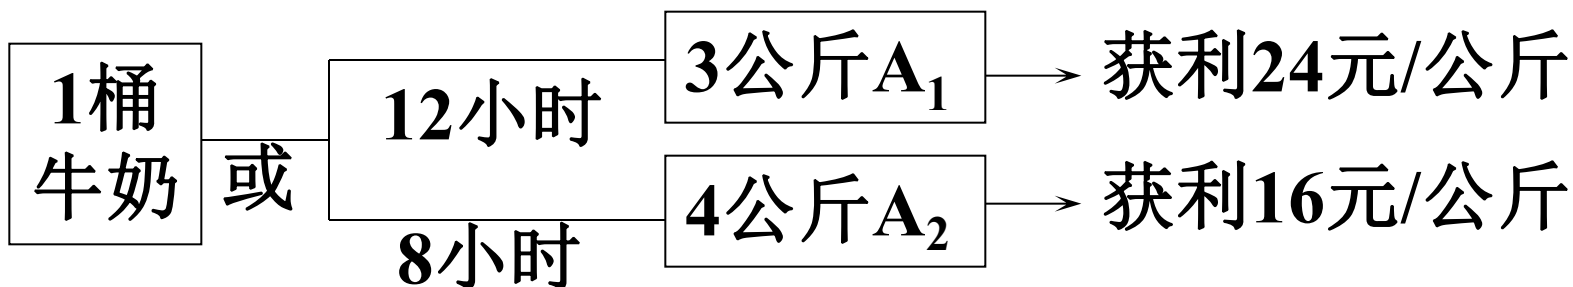 1桶
牛奶
或
12小时
8小时
3公斤A₁
获利24元/公斤
4公斤A₂
获利16元/公斤